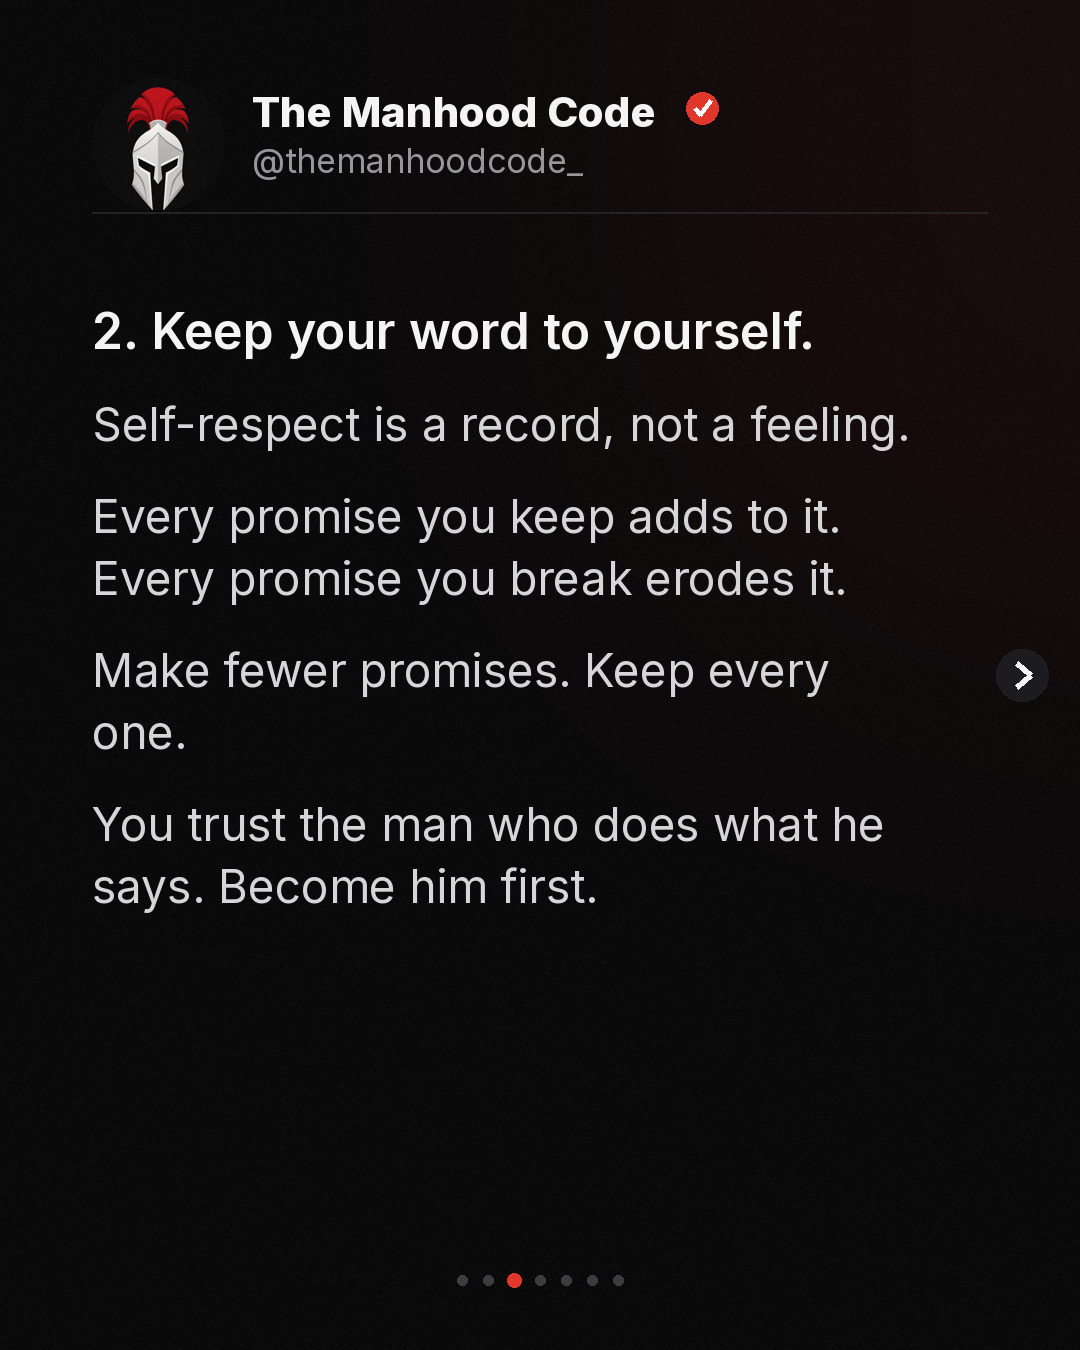 The Manhood Code
@themanhoodcode_
2. Keep your word to yourself.
Self-respect is a record, not a feeling.
Every promise you keep adds to it.
Every promise you break erodes it.
Make fewer promises. Keep every
one.
You trust the man who does what he
says. Become him first.